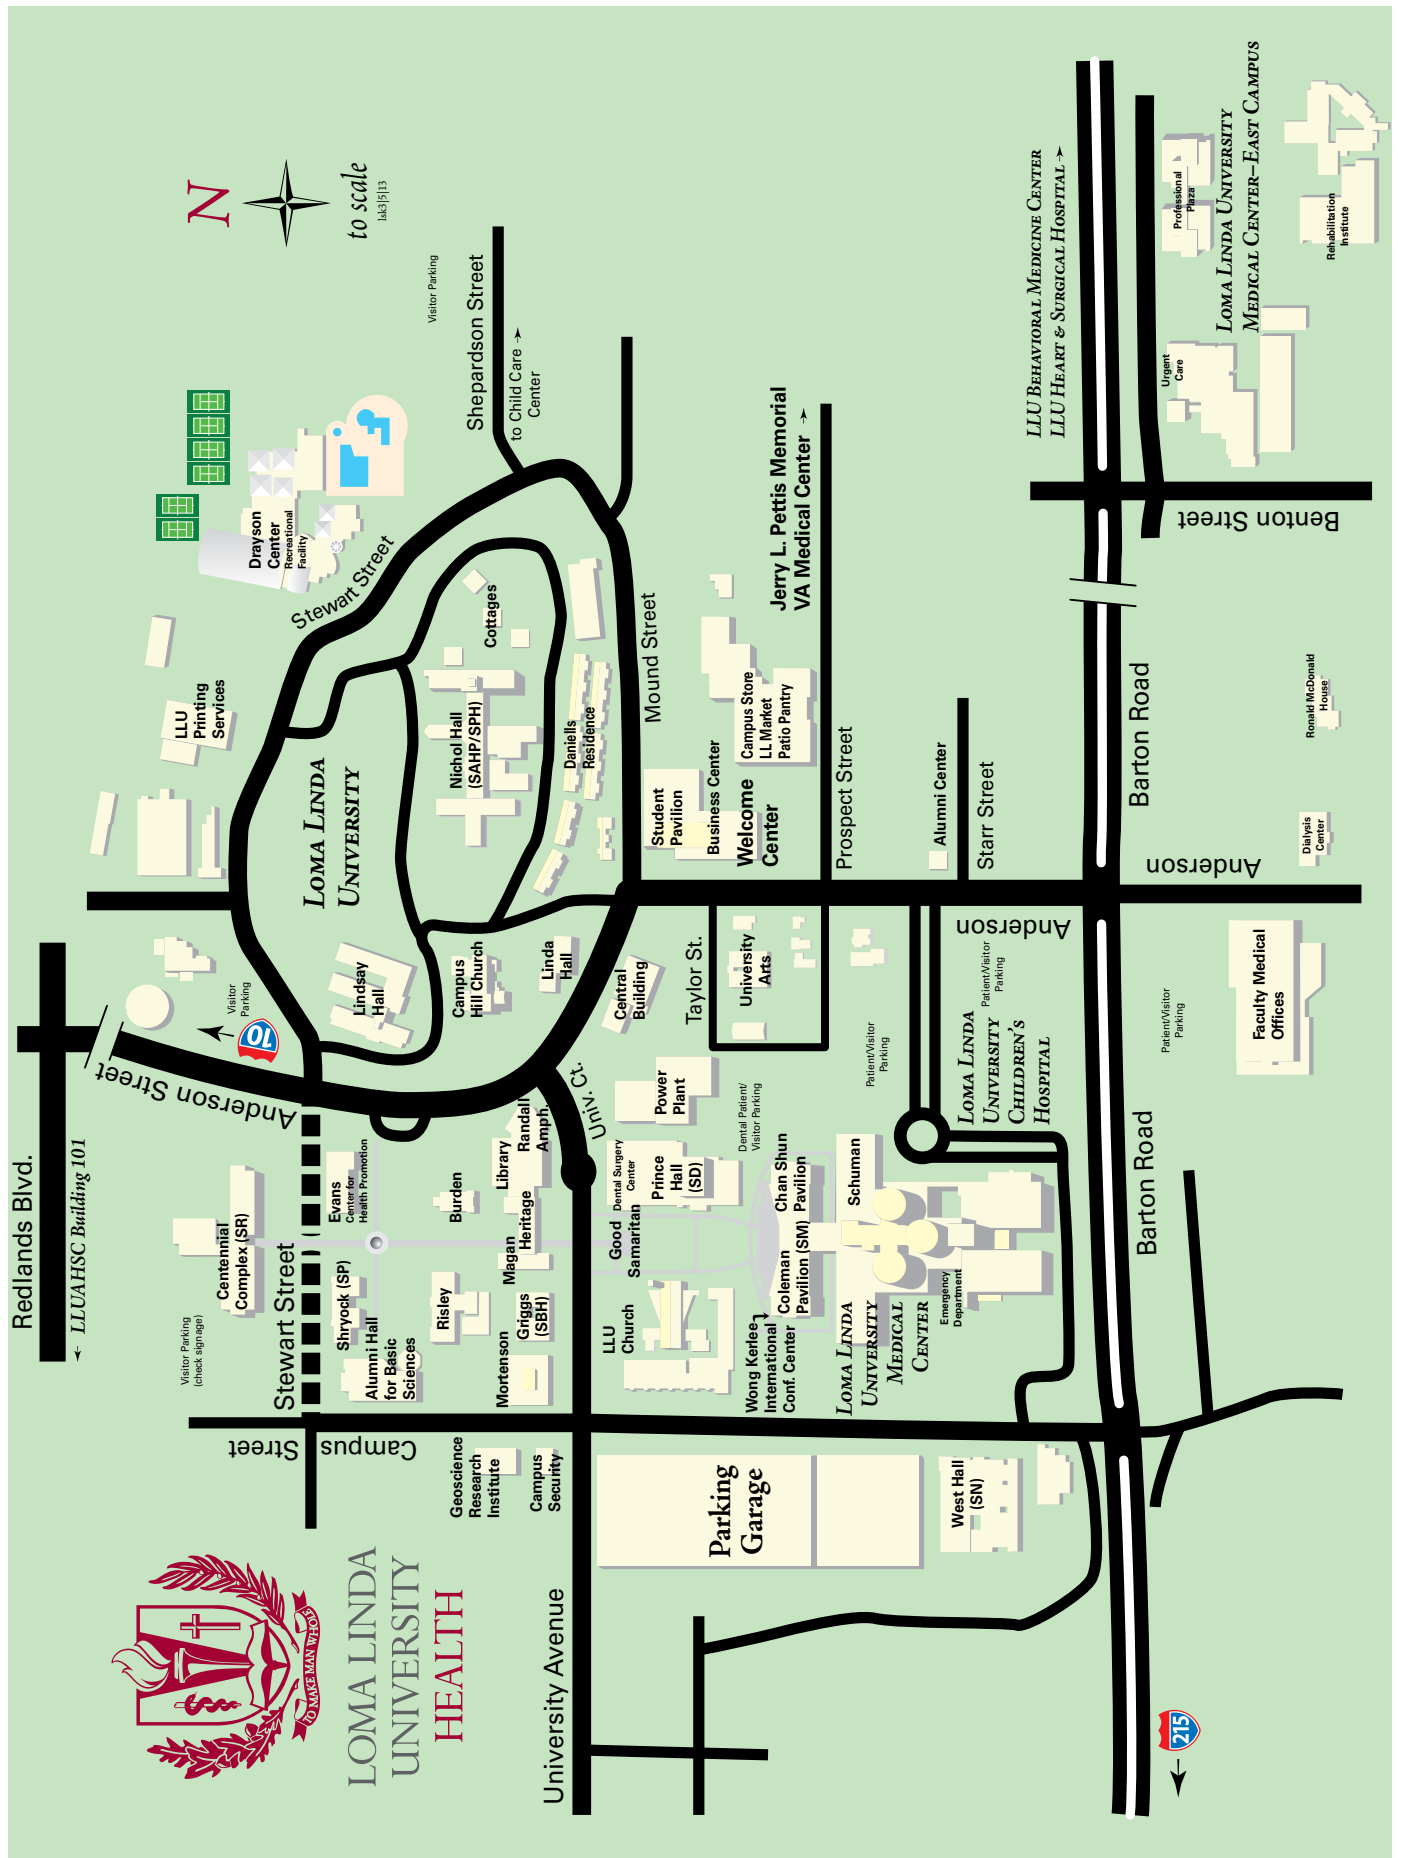 LOMA LINDA
UNIVERSITY
HEALTH
TO MAKE MAN WHOLE
Redlands Blvd.
← LLUAHSC Building 101
Anderson Street
10
Visitor
Parking
N
to scale
lsk3|5|13
Visitor Parking
(check signage)
Centennial
Complex (SR)
Stewart Street
Campus
Street
Evans
Center for
Health Promotion
Shryock (SP)
Alumni Hall
for Basic
Sciences
Risley
Burden
Library
Randall
Amph.
Heritage
Magan
Griggs
(SBH)
Mortenson
Geoscience
Research
Institute
Campus
Security
University Avenue
Univ. Ct.
LLU
Printing
Services
Drayson
Center
Recreational
Facility
Stewart Street
LOMA LINDA
UNIVERSITY
Lindsay
Hall
Campus
Hill Church
Linda
Hall
Nichol Hall
(SAHP/SPH)
Cottages
Daniells
Residence
Visitor Parking
Shepardson Street
to Child Care →
Center
Mound Street
Central
Building
Power
Plant
Dental Surgery
Center
Prince
Hall
(SD)
Good
Samaritan
LLU
Church
Dental Patient/
Visitor Parking
Taylor St.
University
Arts
Student
Pavilion
Business Center
Welcome
Center
Campus Store
LL Market
Patio Pantry
Jerry L. Pettis Memorial
VA Medical Center →
Prospect Street
Alumni Center
Starr Street
Anderson
Patient/Visitor
Parking
Patient/Visitor
Parking
LOMA LINDA
UNIVERSITY
CHILDREN'S
HOSPITAL
Chan Shun
Pavilion
Coleman
Pavilion (SM)
Wong Kerlee
International
Conf. Center
Schuman
LOMA LINDA
UNIVERSITY
MEDICAL
CENTER
Emergency
Department
Parking
Garage
West Hall
(SN)
Barton Road
Barton Road
215
Anderson
Patient/Visitor
Parking
Faculty Medical
Offices
Dialysis
Center
Ronald McDonald
House
LLU BEHAVIORAL MEDICINE CENTER
LLU HEART & SURGICAL HOSPITAL →
Benton Street
Urgent
Care
Professional
Plaza
LOMA LINDA UNIVERSITY
MEDICAL CENTER–EAST CAMPUS
Rehabilitation
Institute